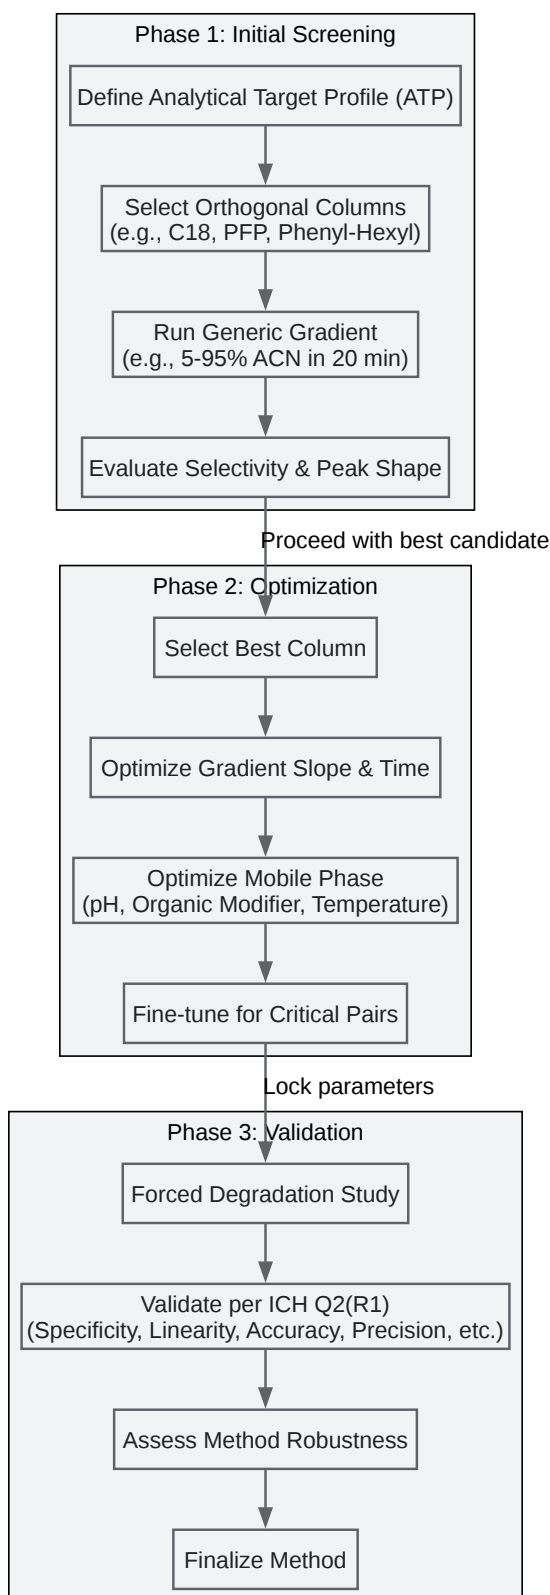 Phase 1: Initial Screening
Define Analytical Target Profile (ATP)
Select Orthogonal Columns
(e.g., C18, PFP, Phenyl-Hexyl)
Run Generic Gradient
(e.g., 5-95% ACN in 20 min)
Evaluate Selectivity & Peak Shape
Proceed with best candidate
Phase 2: Optimization
Select Best Column
Optimize Gradient Slope & Time
Optimize Mobile Phase
(pH, Organic Modifier, Temperature)
Fine-tune for Critical Pairs
Lock parameters
Phase 3: Validation
Forced Degradation Study
Validate per ICH Q2(R1)
(Specificity, Linearity, Accuracy, Precision, etc.)
Assess Method Robustness
Finalize Method